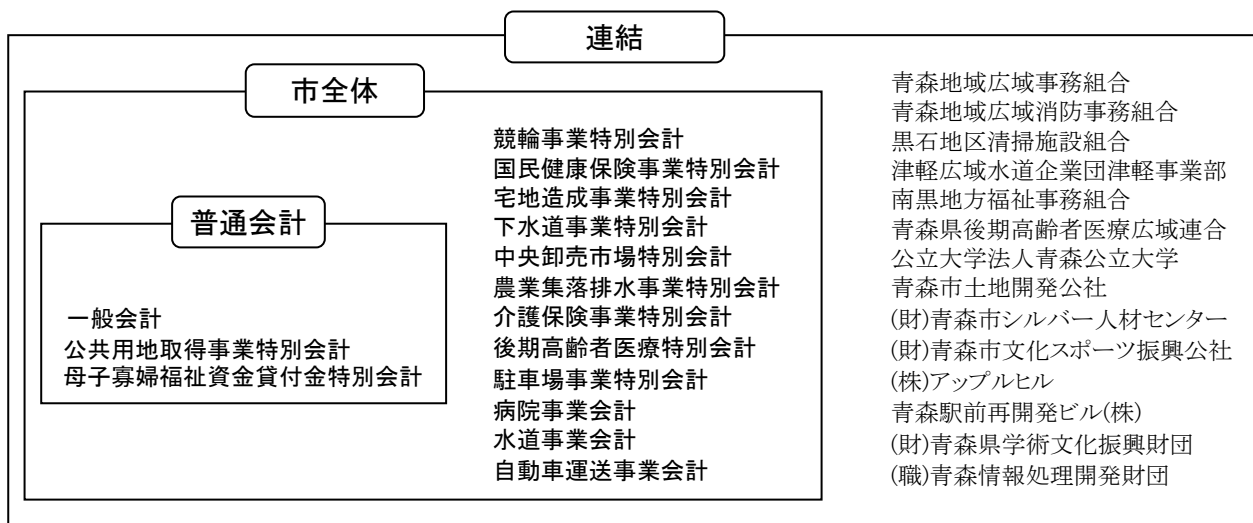 連結
市全体
普通会計
一般会計
公共用地取得事業特別会計
母子寡婦福祉資金貸付金特別会計
競輪事業特別会計
国民健康保険事業特別会計
宅地造成事業特別会計
下水道事業特別会計
中央卸売市場特別会計
農業集落排水事業特別会計
介護保険事業特別会計
後期高齢者医療特別会計
駐車場事業特別会計
病院事業会計
水道事業会計
自動車運送事業会計
青森地域広域事務組合
青森地域広域消防事務組合
黒石地区清掃施設組合
津軽広域水道企業団津軽事業部
南黒地方福祉事務組合
青森県後期高齢者医療広域連合
公立大学法人青森公立大学
青森市土地開発公社
(財)青森市シルバー人材センター
(財)青森市文化スポーツ振興公社
(株)アップルヒル
青森駅前再開発ビル(株)
(財)青森県学術文化振興財団
(職)青森情報処理開発財団